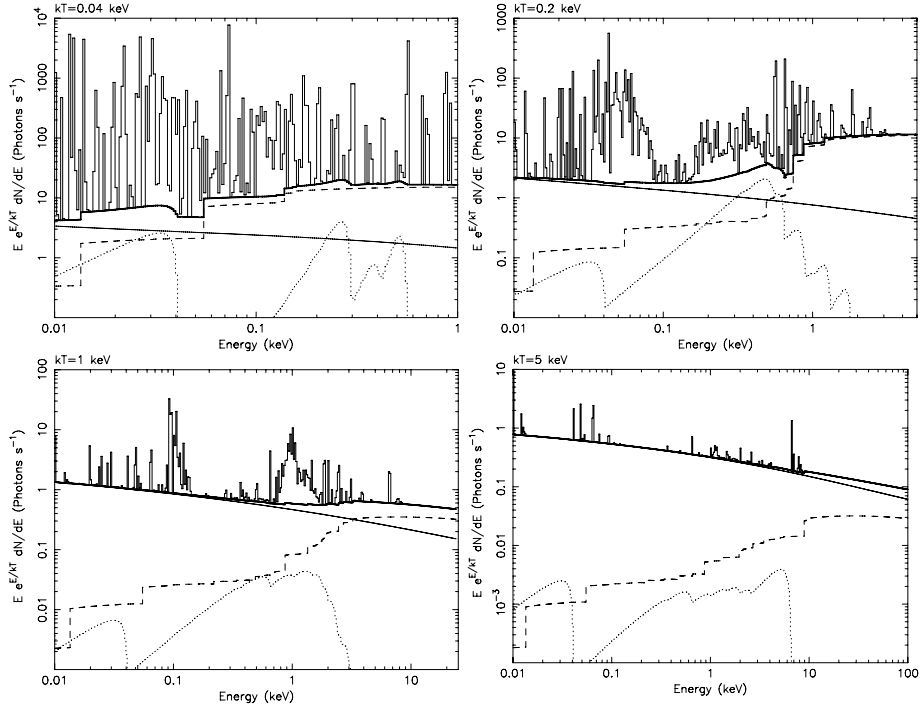 kT=0.04 keV
E e^{E/kT} dN/dE (Photons s⁻¹)
10⁴
1000
100
10
1
0.01
0.1
1
Energy (keV)
kT=0.2 keV
E e^{E/kT} dN/dE (Photons s⁻¹)
1000
100
10
1
0.1
0.01
0.1
1
Energy (keV)
kT=1 keV
E e^{E/kT} dN/dE (Photons s⁻¹)
100
10
1
0.1
0.01
0.01
0.1
1
10
Energy (keV)
kT=5 keV
E e^{E/kT} dN/dE (Photons s⁻¹)
10
1
0.1
0.01
10⁻³
0.01
0.1
1
10
100
Energy (keV)